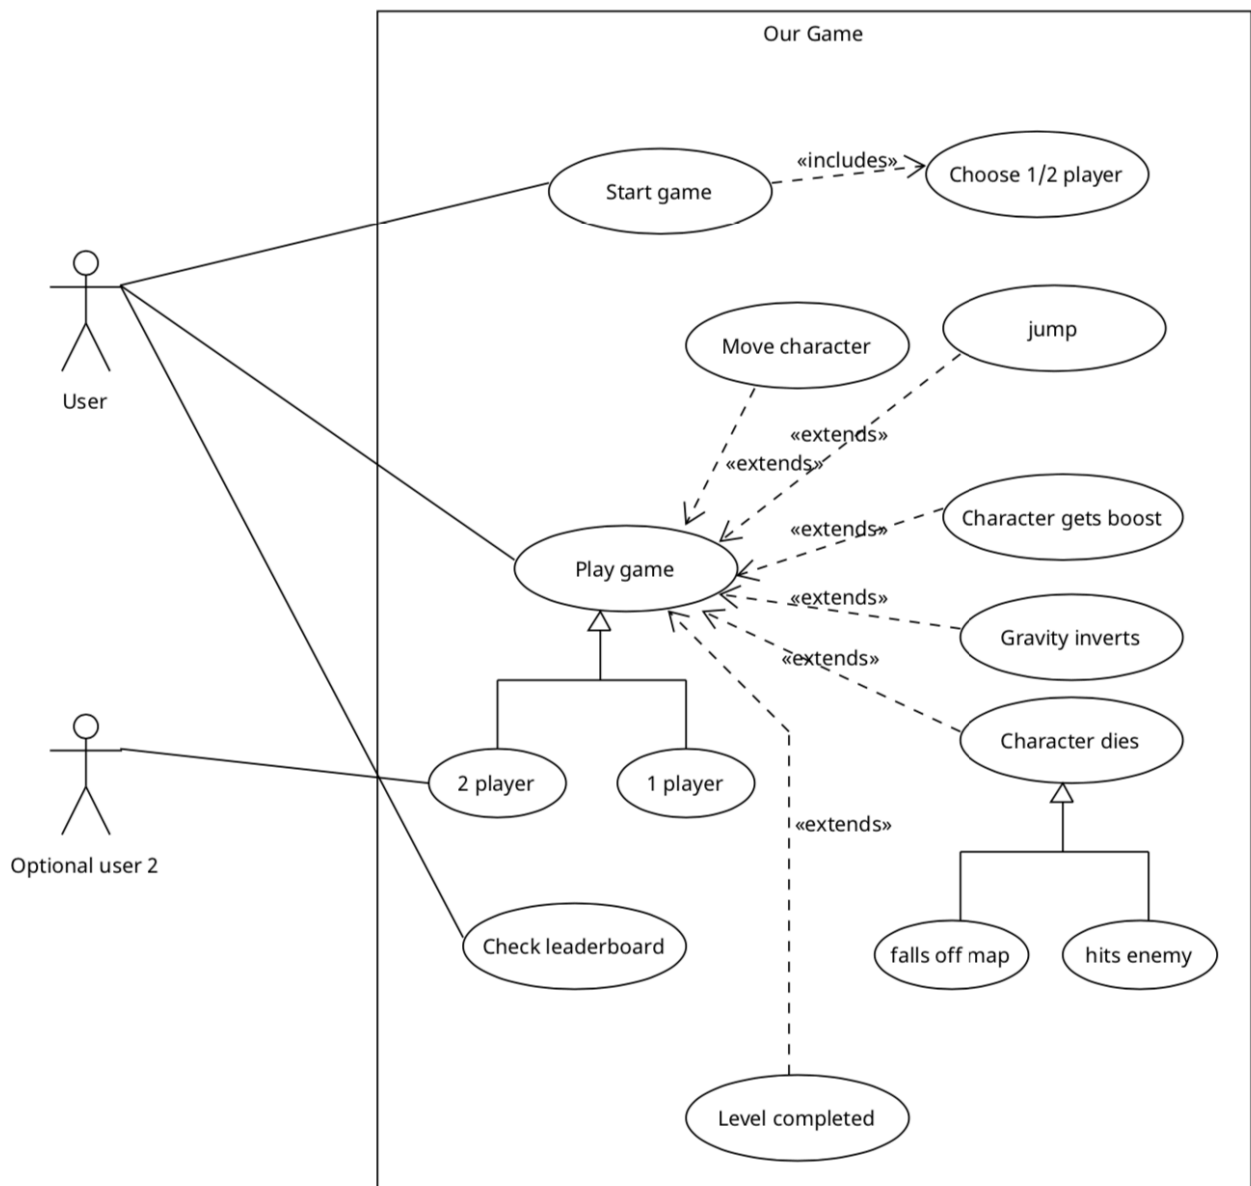 Our Game
«includes»
Start game
Choose 1/2 player
Move character
jump
User
«extends»
«extends»
Character gets boost
«extends»
Play game
«extends»
Gravity inverts
«extends»
Character dies
2 player
1 player
«extends»
Optional user 2
Check leaderboard
falls off map
hits enemy
Level completed